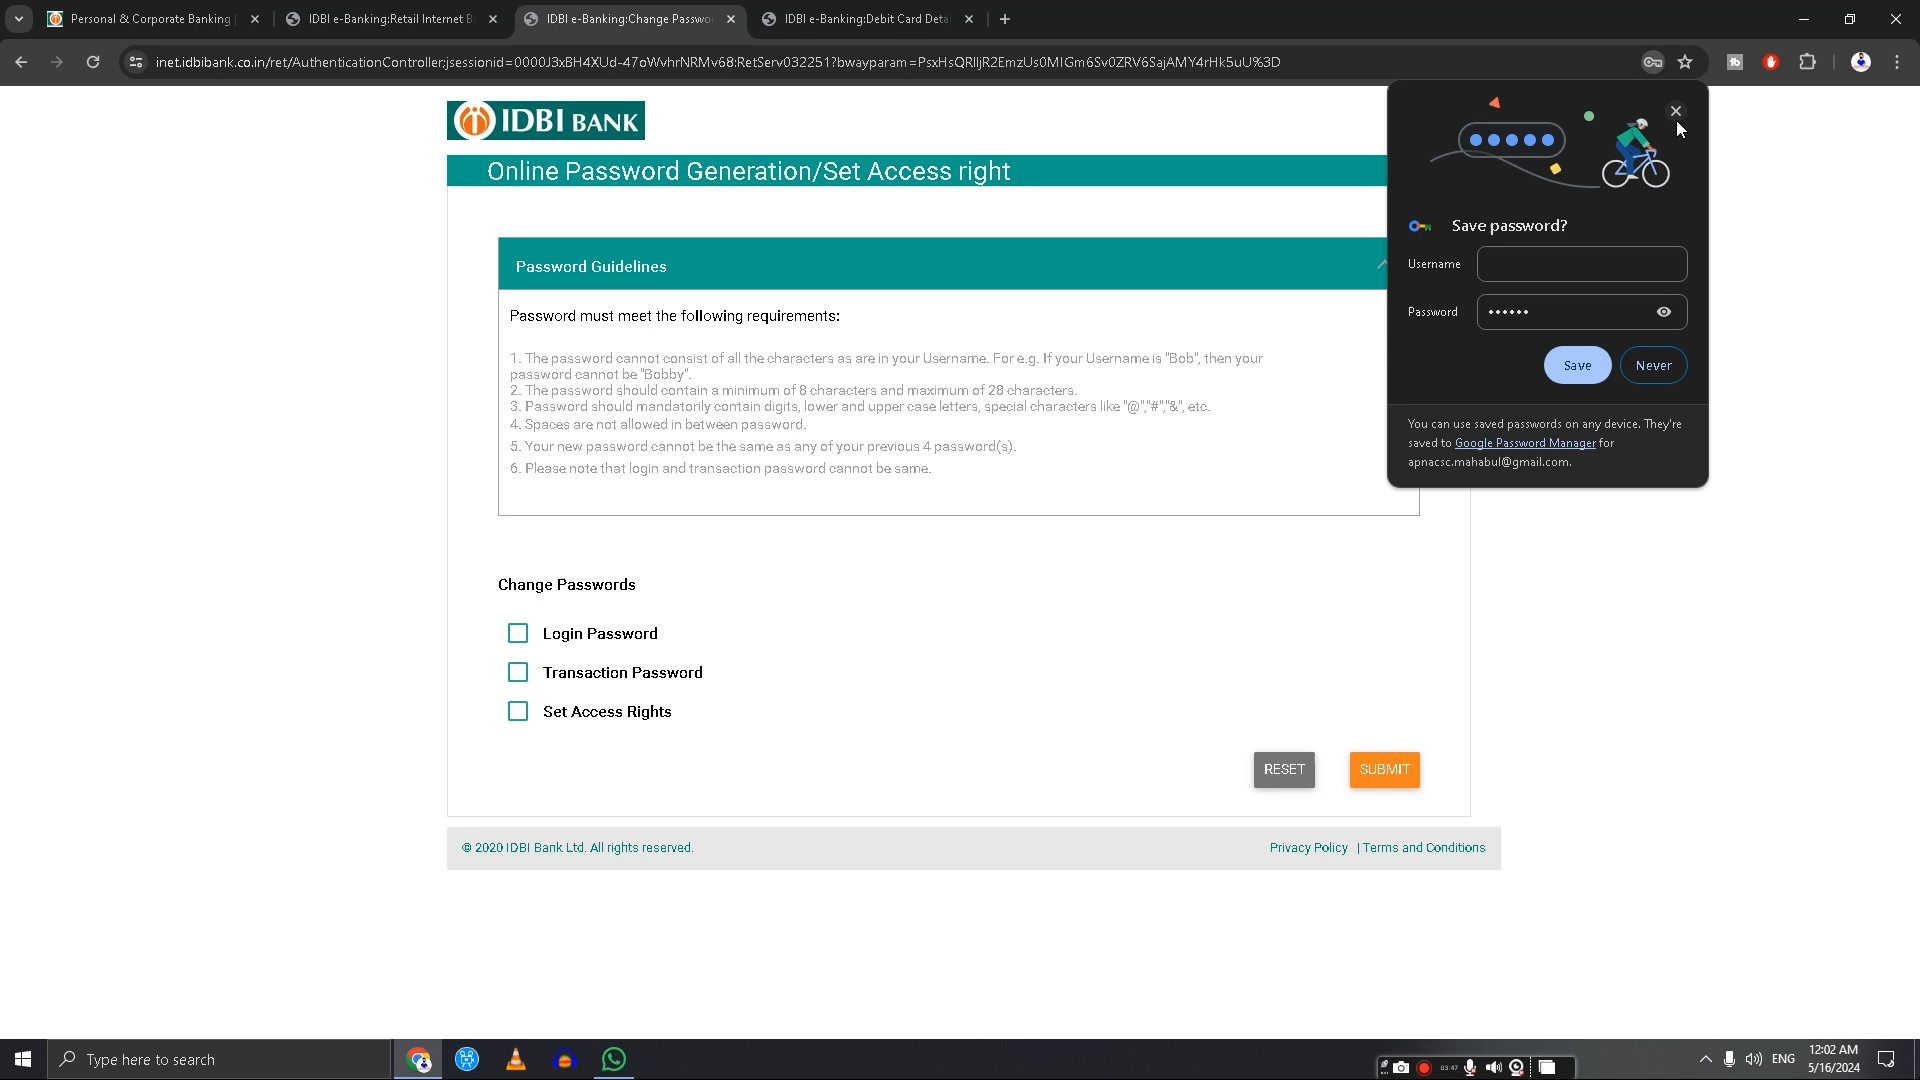 Personal & Corporate Banking
IDBI e-Banking:Retail Internet B
IDBI e-Banking:Change Passwo
IDBI e-Banking:Debit Card Deta
inet.idbibank.co.in/ret/AuthenticationController;jsessionid=0000J3xBH4XUd-47oWvhrNRMv68:RetServ032251?bwayparam=PsxHsQRlIjR2EmzUs0MIGm6Sv0ZRV6SajAMY4rHk5uU%3D
IDBI BANK
Online Password Generation/Set Access right
Password Guidelines
Password must meet the following requirements:
1. The password cannot consist of all the characters as are in your Username. For e.g. If your Username is "Bob", then your
password cannot be "Bobby".
2. The password should contain a minimum of 8 characters and maximum of 28 characters.
3. Password should mandatorily contain digits, lower and upper case letters, special characters like "@","#","&", etc.
4. Spaces are not allowed in between password.
5. Your new password cannot be the same as any of your previous 4 password(s).
6. Please note that login and transaction password cannot be same.
Save password?
Username
Password
Save
Never
You can use saved passwords on any device. They're
saved to Google Password Manager for
apnacsc.mahabul@gmail.com.
Change Passwords
Login Password
Transaction Password
Set Access Rights
RESET
SUBMIT
© 2020 IDBI Bank Ltd. All rights reserved.
Privacy Policy | Terms and Conditions
Type here to search
03:47
ENG
12:02 AM
5/16/2024